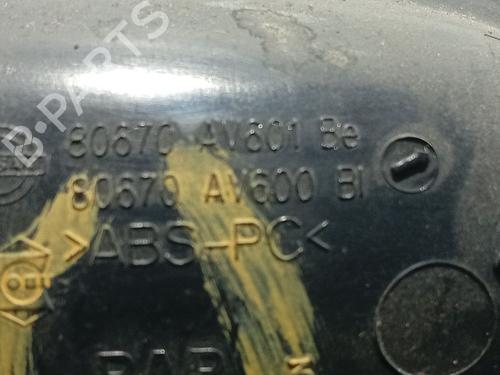 B-PARTS
80670 AV601 Be
80670 AV600 Bl
>ABS-PC<